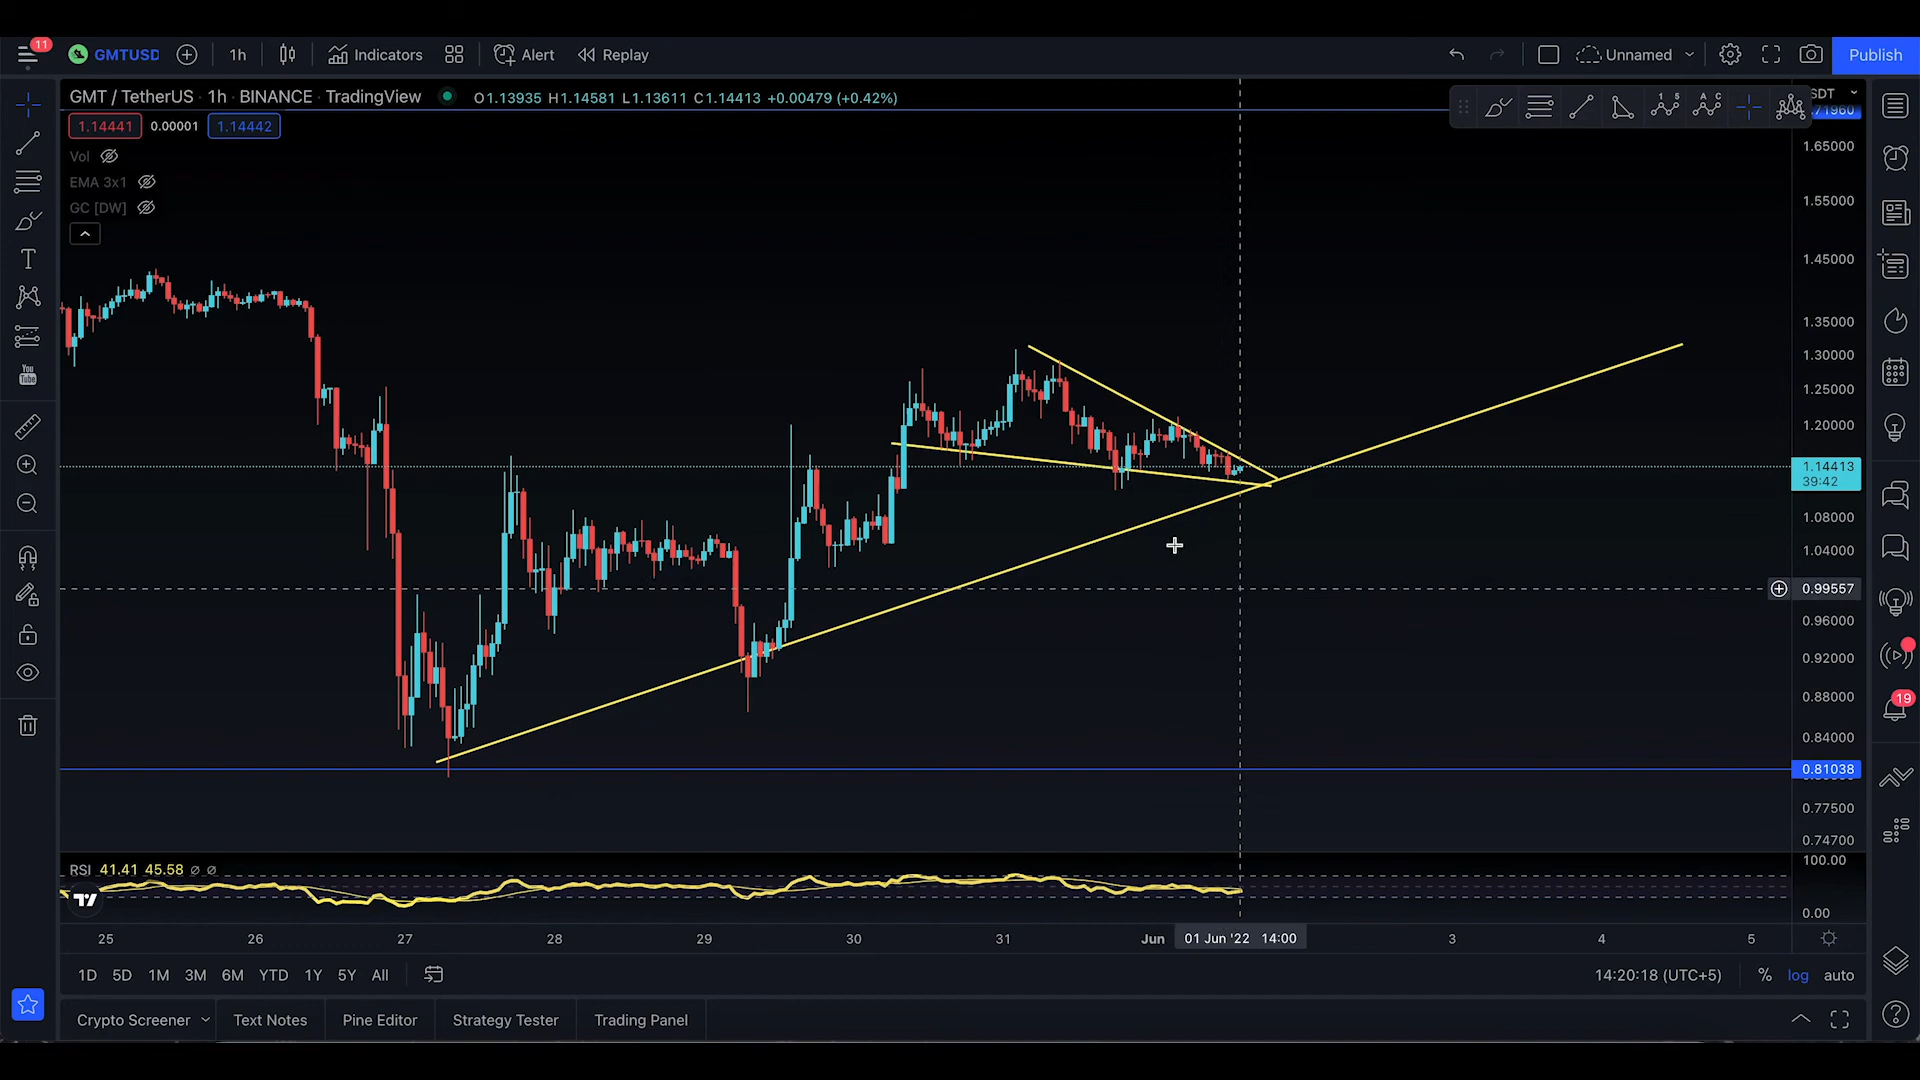 11
GMTUSD
1h
Indicators
Alert
Replay
Unnamed
Publish
GMT / TetherUS · 1h · BINANCE · TradingView
O1.13935 H1.14581 L1.13611 C1.14413 +0.00479 (+0.42%)
1.14441
0.00001
1.14442
Vol
EMA 3x1
GC [DW]
T
You
Tube
1.65000
1.55000
1.45000
1.35000
1.30000
1.25000
1.20000
1.14413
39:42
1.08000
1.04000
0.99557
0.96000
0.92000
0.88000
0.84000
0.81038
0.77500
0.74700
19
RSI 41.41 45.58 ∅ ∅
100.00
0.00
25
26
27
28
29
30
31
Jun
01 Jun '22 14:00
3
4
5
1D
5D
1M
3M
6M
YTD
1Y
5Y
All
14:20:18 (UTC+5)
%
log
auto
Crypto Screener
Text Notes
Pine Editor
Strategy Tester
Trading Panel